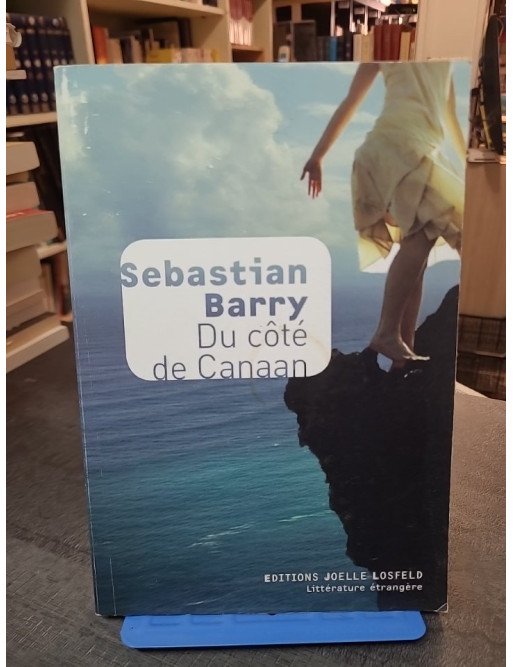 Sebastian
Barry
Du côté
de Canaan
EDITIONS JOELLE LOSFELD
Littérature étrangère